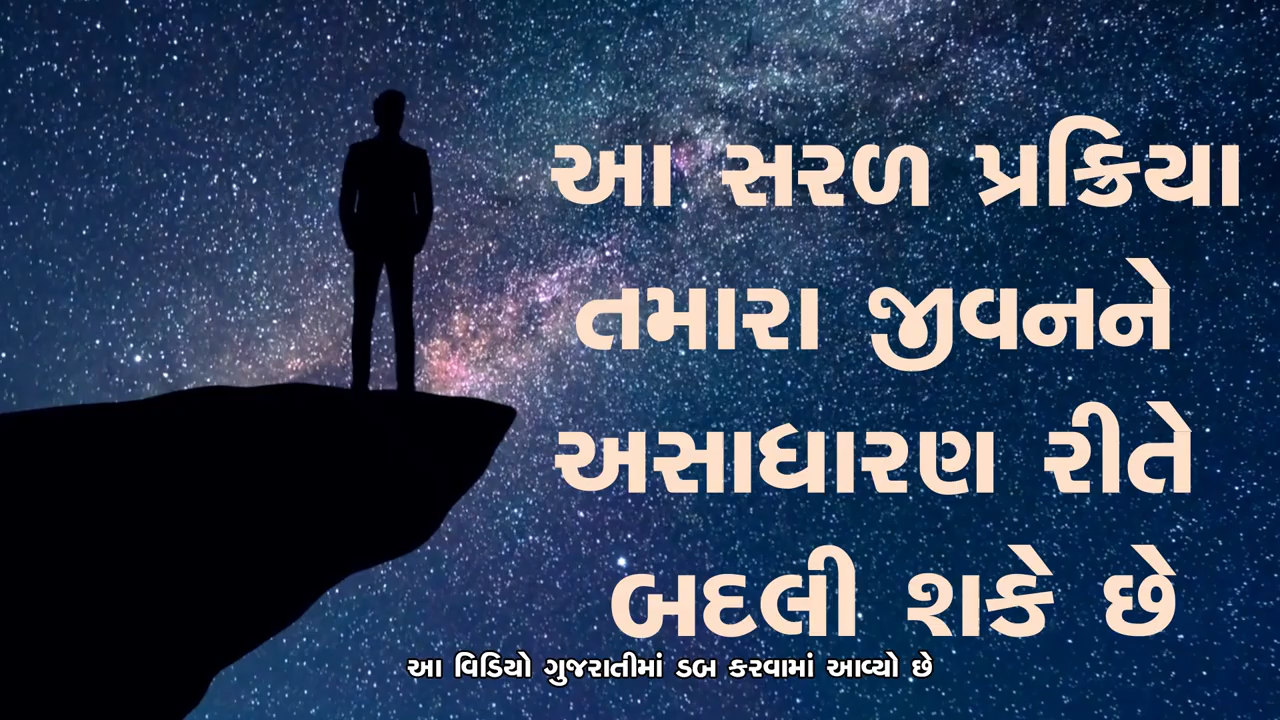 આ સરળ પ્રક્રિયા
તમારા જીવનને
અસાધારણ રીતે
બદલી શકે છે
આ વિડિયો ગુજરાતીમાં ડબ કરવામાં આવ્યો છે